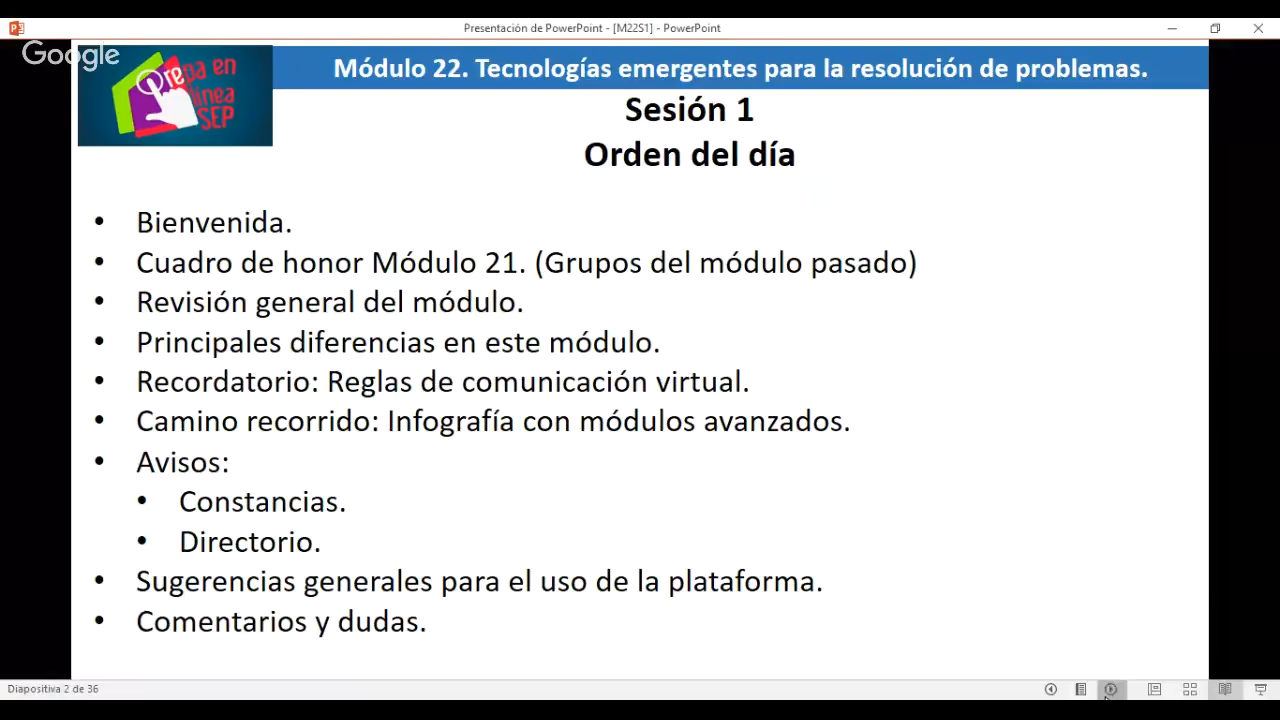 Presentación de PowerPoint - [M22S1] - PowerPoint
Google
Prepa en
línea
SEP
Módulo 22. Tecnologías emergentes para la resolución de problemas.
Sesión 1
Orden del día
• Bienvenida.
• Cuadro de honor Módulo 21. (Grupos del módulo pasado)
• Revisión general del módulo.
• Principales diferencias en este módulo.
• Recordatorio: Reglas de comunicación virtual.
• Camino recorrido: Infografía con módulos avanzados.
• Avisos:
• Constancias.
• Directorio.
• Sugerencias generales para el uso de la plataforma.
• Comentarios y dudas.
Diapositiva 2 de 36